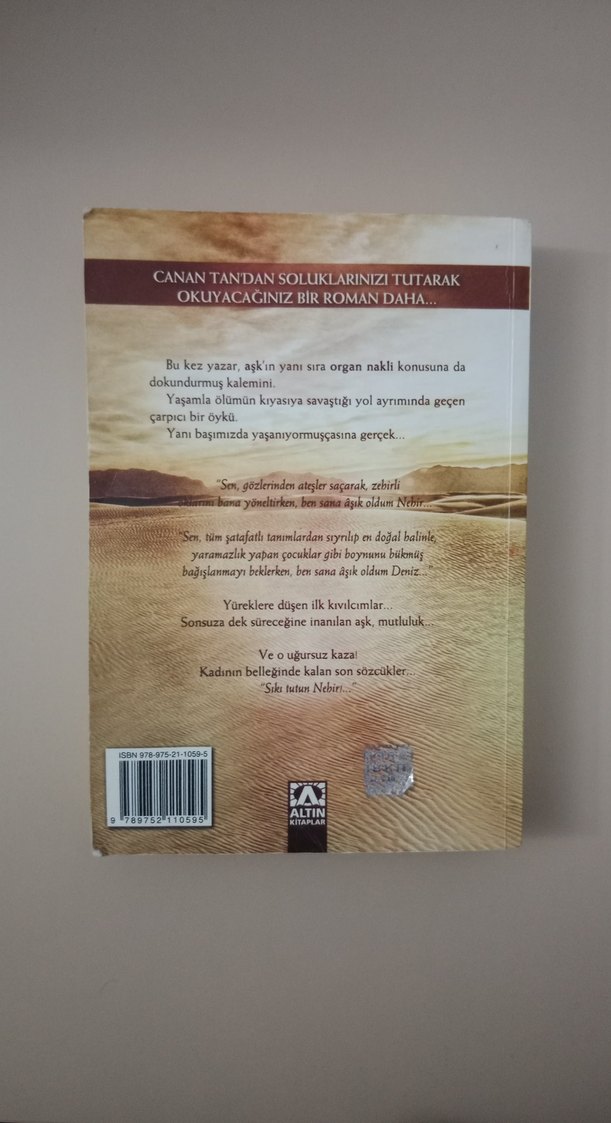 CANAN TAN'DAN SOLUKLARINIZI TUTARAK
OKUYACAĞINIZ BİR ROMAN DAHA...
Bu kez yazar, aşk'ın yanı sıra organ nakli konusuna da
dokundurmuş kalemini.
Yaşamla ölümün kıyasıya savaştığı yol ayrımında geçen
çarpıcı bir öykü.
Yanı başımızda yaşanıyormuşçasına gerçek...
"Sen, gözlerinden ateşler saçarak, zehirli
oklarını bana yöneltirken, ben sana âşık oldum Nehir...
"Sen, tüm şatafatlı tanımlardan sıyrılıp en doğal halinle,
yaramazlık yapan çocuklar gibi boynunu bükmüş
bağışlanmayı beklerken, ben sana âşık oldum Deniz..."
Yüreklere düşen ilk kıvılcımlar...
Sonsuza dek süreceğine inanılan aşk, mutluluk...
Ve o uğursuz kaza!
Kadının belleğinde kalan son sözcükler...
"Sıkı tutun Nehir!..."
ISBN 978-975-21-1059-5
9 789752 110595
ALTIN
KİTAPLAR